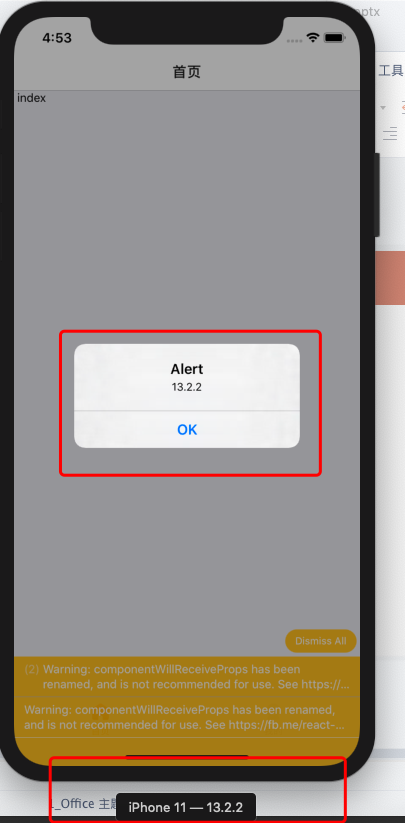 ptx
4:53
工具
首页
index
Alert
13.2.2
OK
Dismiss All
(2) Warning: componentWillReceiveProps has been
renamed, and is not recommended for use. See https://...
Warning: componentWillReceiveProps has been renamed,
and is not recommended for use. See https://fb.me/react-...
_Office 主
iPhone 11 — 13.2.2